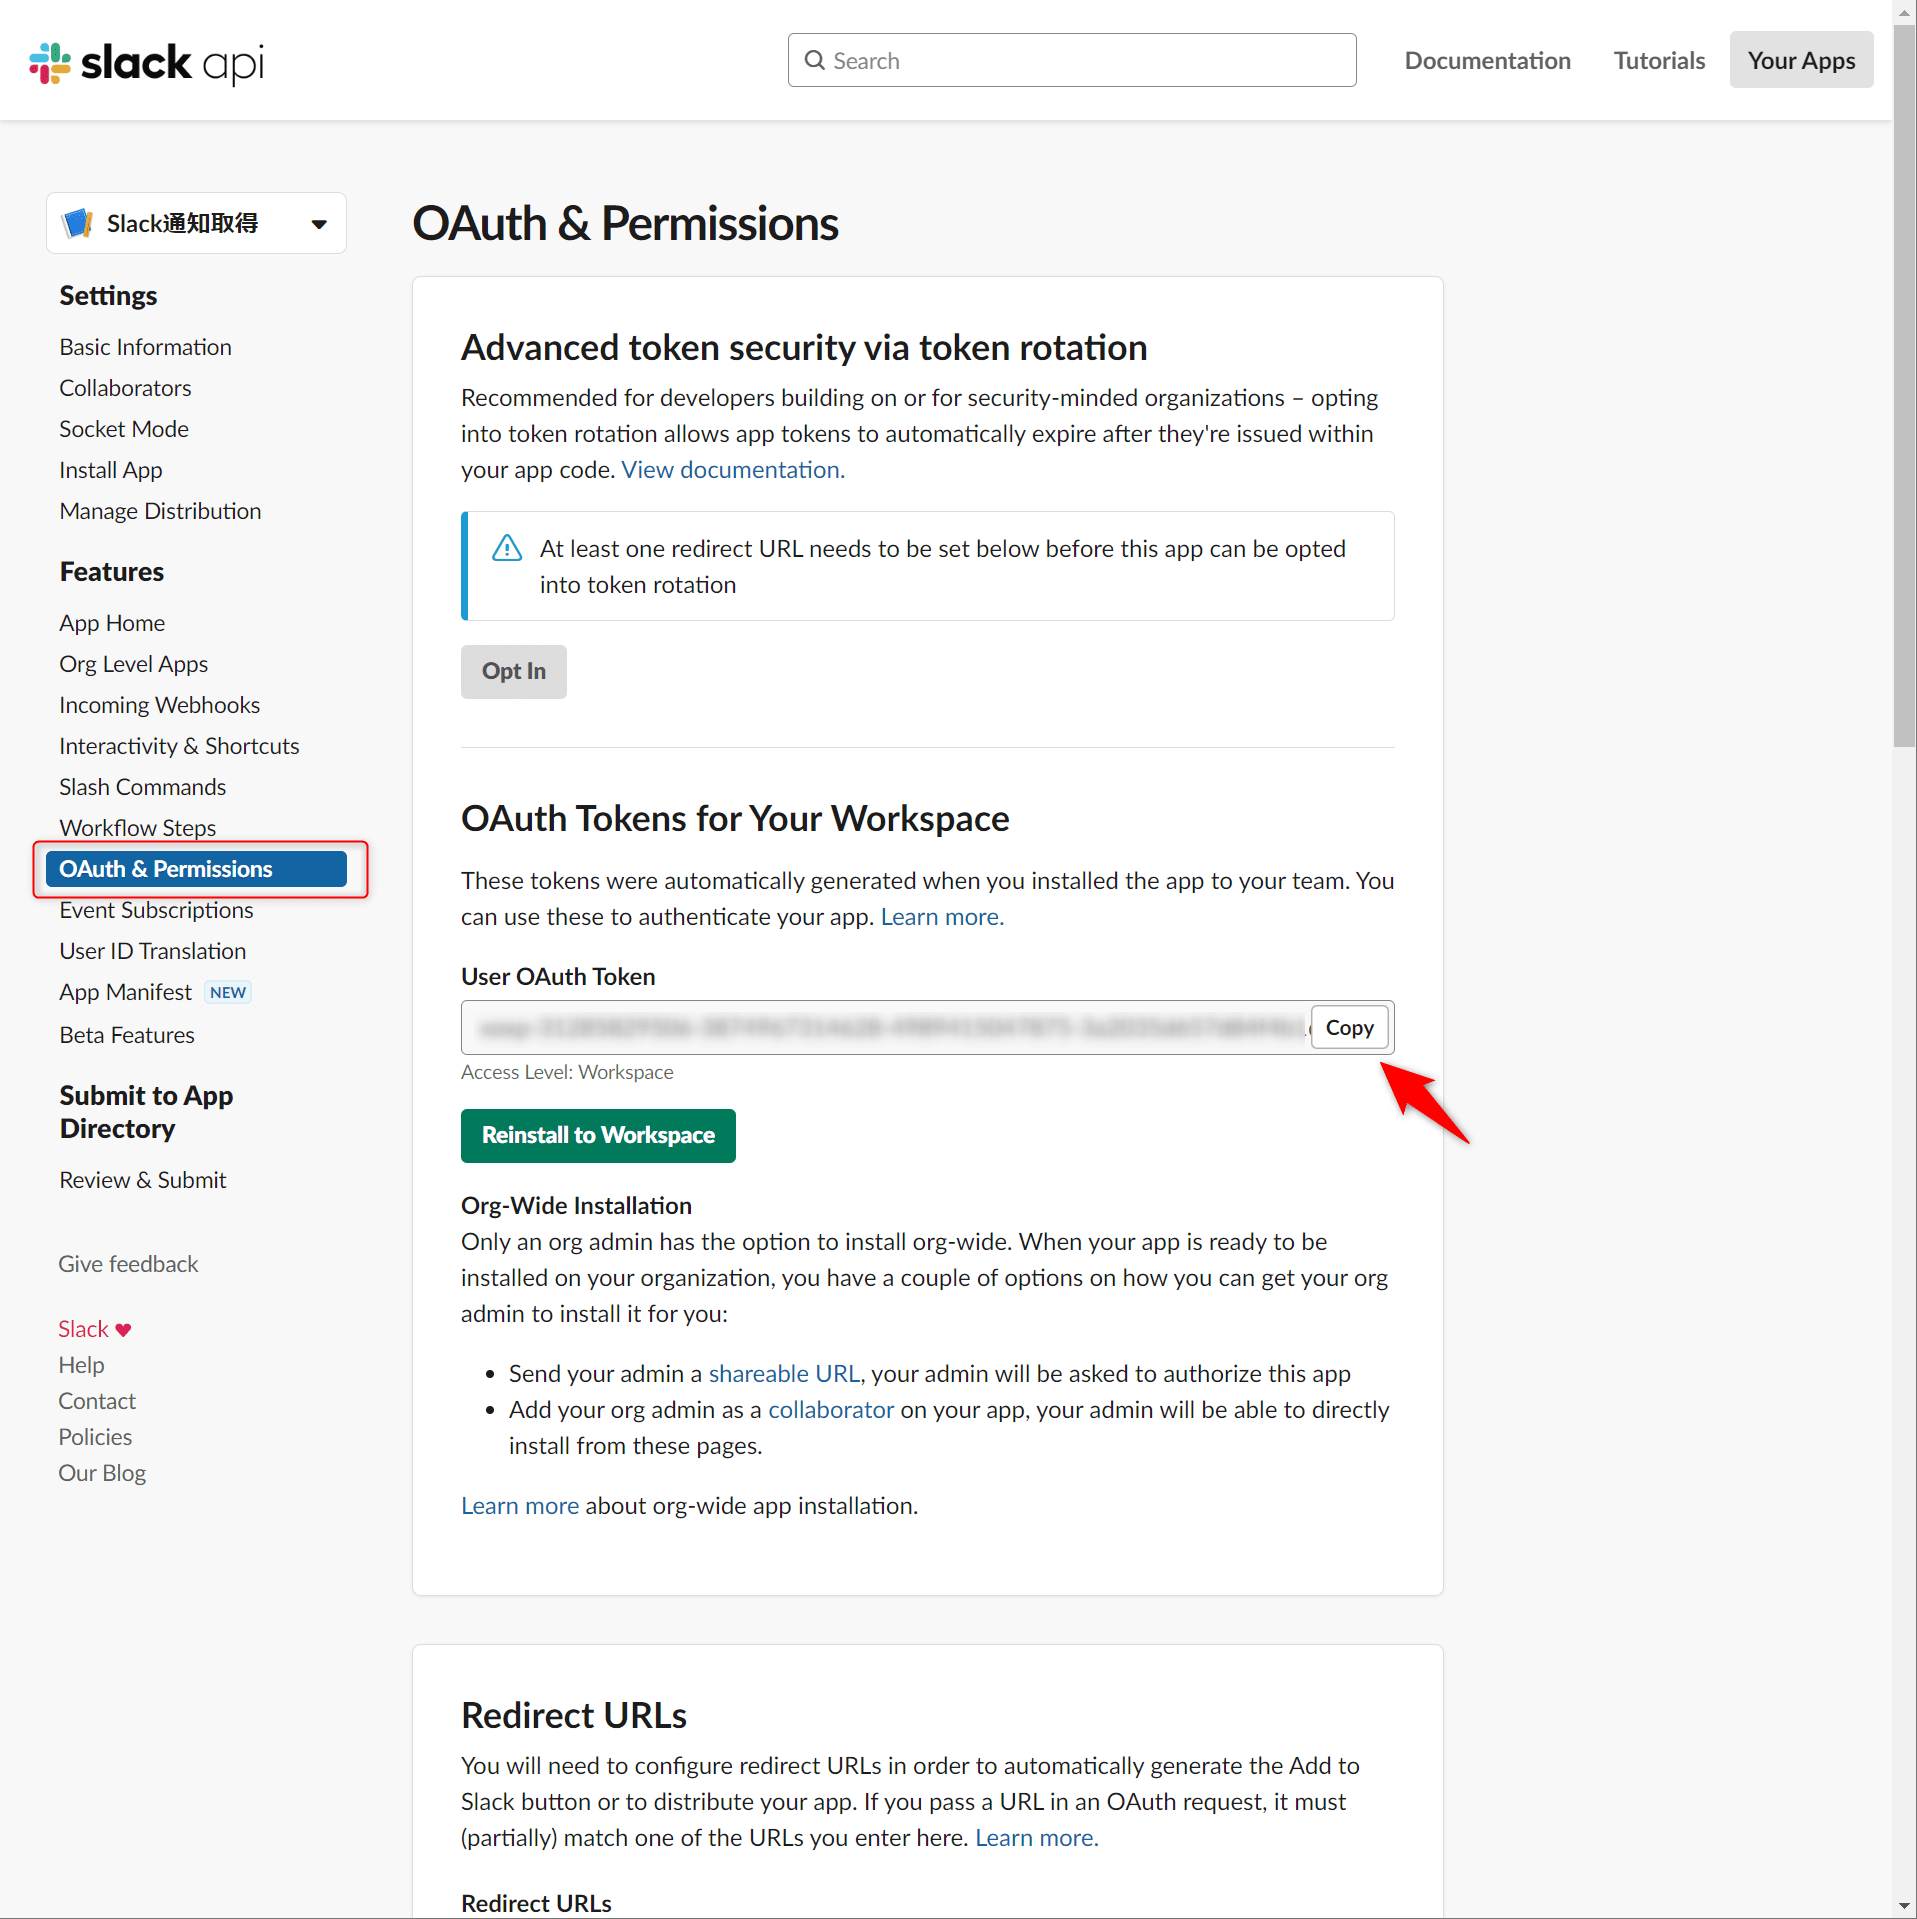 slack api
Search
Documentation
Tutorials
Your Apps
Slack通知取得
Settings
Basic Information
Collaborators
Socket Mode
Install App
Manage Distribution
Features
App Home
Org Level Apps
Incoming Webhooks
Interactivity & Shortcuts
Slash Commands
Workflow Steps
OAuth & Permissions
Event Subscriptions
User ID Translation
App Manifest NEW
Beta Features
Submit to App
Directory
Review & Submit
Give feedback
Slack
Help
Contact
Policies
Our Blog
OAuth & Permissions
Advanced token security via token rotation
Recommended for developers building on or for security-minded organizations – opting
into token rotation allows app tokens to automatically expire after they're issued within
your app code. View documentation.
At least one redirect URL needs to be set below before this app can be opted
into token rotation
Opt In
OAuth Tokens for Your Workspace
These tokens were automatically generated when you installed the app to your team. You
can use these to authenticate your app. Learn more.
User OAuth Token
Copy
Access Level: Workspace
Reinstall to Workspace
Org-Wide Installation
Only an org admin has the option to install org-wide. When your app is ready to be
installed on your organization, you have a couple of options on how you can get your org
admin to install it for you:
• Send your admin a shareable URL, your admin will be asked to authorize this app
• Add your org admin as a collaborator on your app, your admin will be able to directly
install from these pages.
Learn more about org-wide app installation.
Redirect URLs
You will need to configure redirect URLs in order to automatically generate the Add to
Slack button or to distribute your app. If you pass a URL in an OAuth request, it must
(partially) match one of the URLs you enter here. Learn more.
Redirect URLs